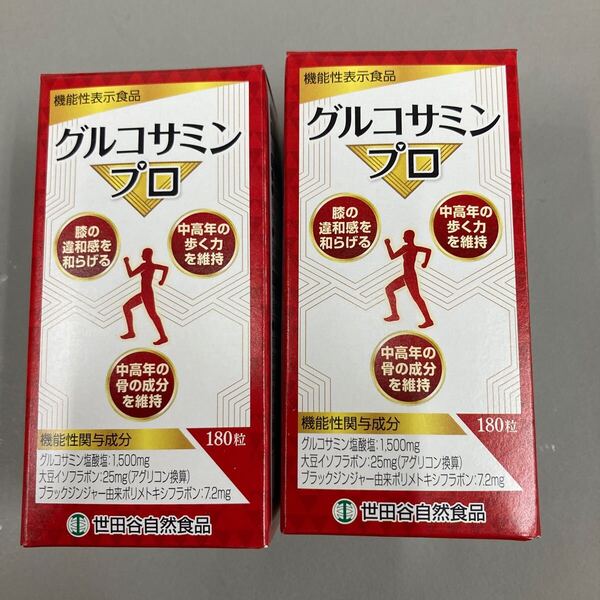 機能性表示食品
グルコサミン
プロ
膝の
違和感を
和らげる
中高年の
歩く力
を維持
中高年の
骨の成分
を維持
機能性関与成分
180粒
グルコサミン塩酸塩:1,500mg
大豆イソフラボン:25mg(アグリコン換算)
ブラックジンジャー由来ポリメトキシフラボン:7.2mg
世田谷自然食品
機能性表示食品
グルコサミン
プロ
膝の
違和感を
和らげる
中高年の
歩く力
を維持
中高年の
骨の成分
を維持
機能性関与成分
180粒
グルコサミン塩酸塩:1,500mg
大豆イソフラボン:25mg(アグリコン換算)
ブラックジンジャー由来ポリメトキシフラボン:7.2mg
世田谷自然食品